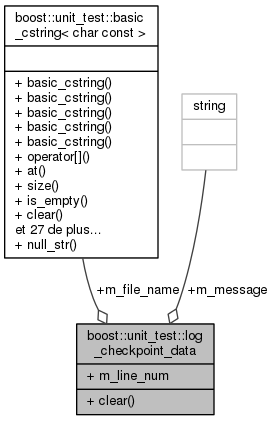 boost::unit_test::basic
_cstring< char const >
+ basic_cstring()
+ basic_cstring()
+ basic_cstring()
+ basic_cstring()
+ basic_cstring()
+ operator[]()
+ at()
+ size()
+ is_empty()
+ clear()
et 27 de plus...
+ null_str()
string
+m_file_name
+m_message
boost::unit_test::log
_checkpoint_data
+ m_line_num
+ clear()